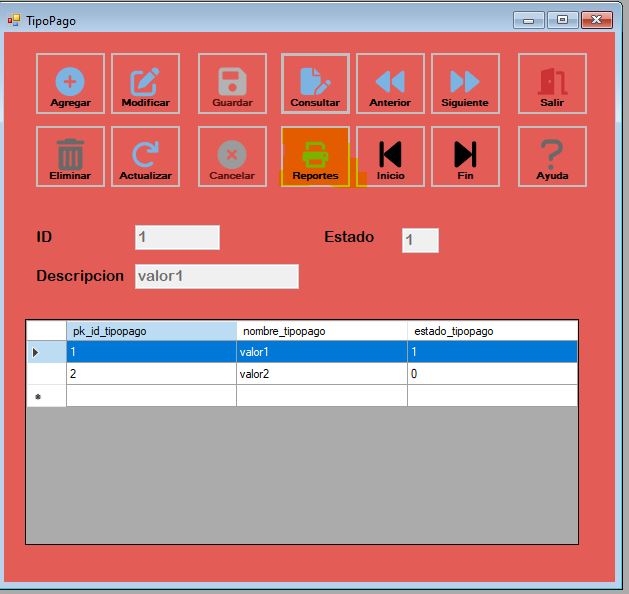 TipoPago
Agregar Modificar Guardar Consultar Anterior Siguiente Salir
Eliminar Actualizar Cancelar Reportes Inicio Fin Ayuda
ID 1 Estado 1
Descripcion valor1
pk_id_tipopago nombre_tipopago estado_tipopago
1 valor1 1
2 valor2 0